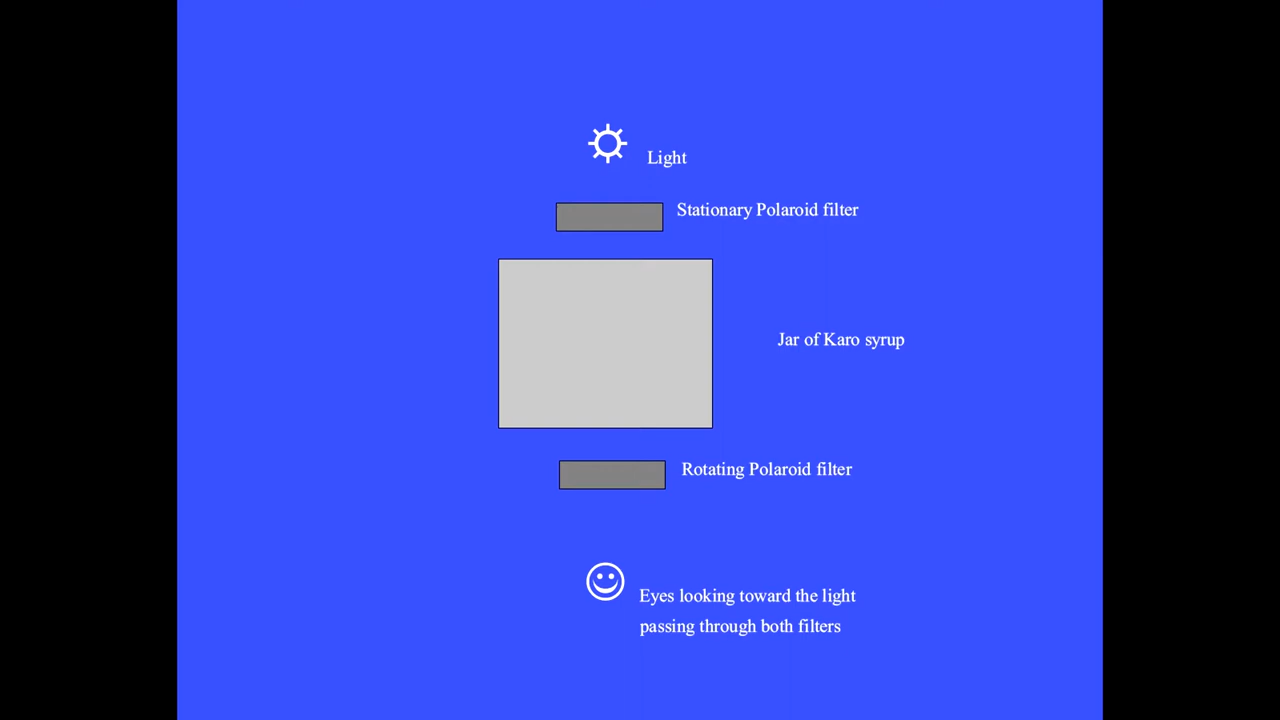 Light
Stationary Polaroid filter
Jar of Karo syrup
Rotating Polaroid filter
Eyes looking toward the light
passing through both filters